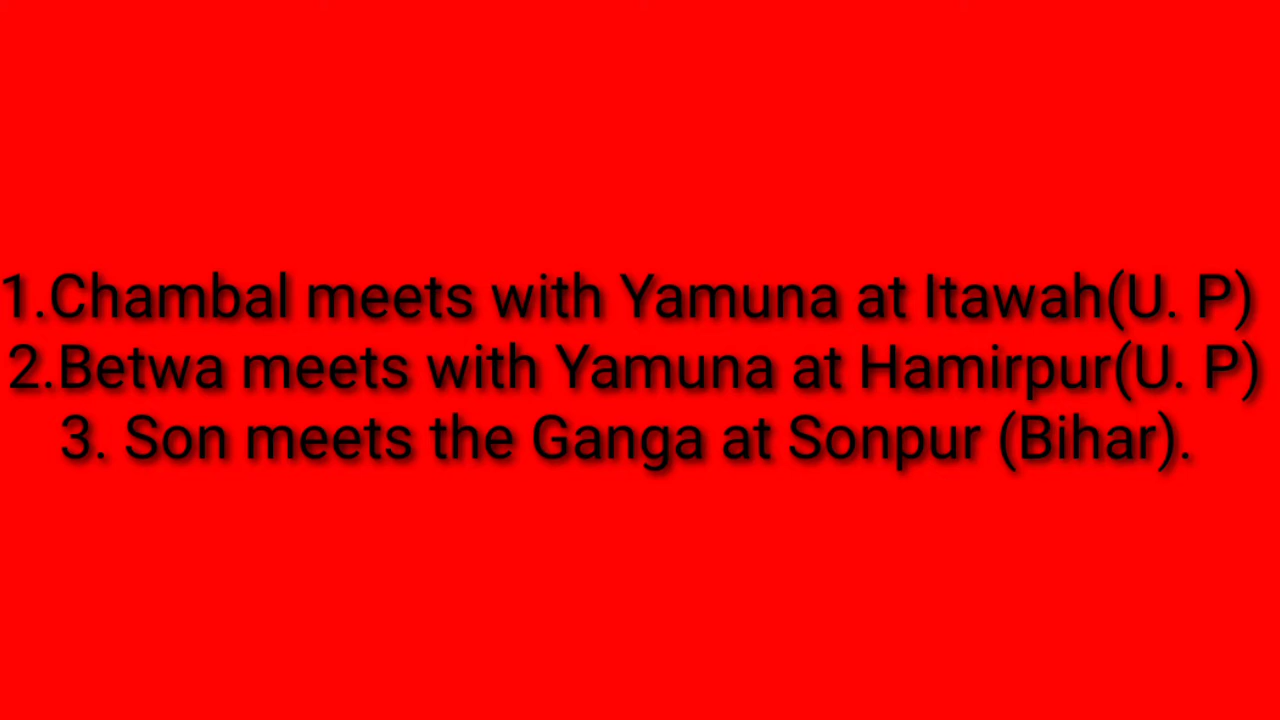 1.Chambal meets with Yamuna at Itawah(U. P)
2.Betwa meets with Yamuna at Hamirpur(U. P)
3. Son meets the Ganga at Sonpur (Bihar).